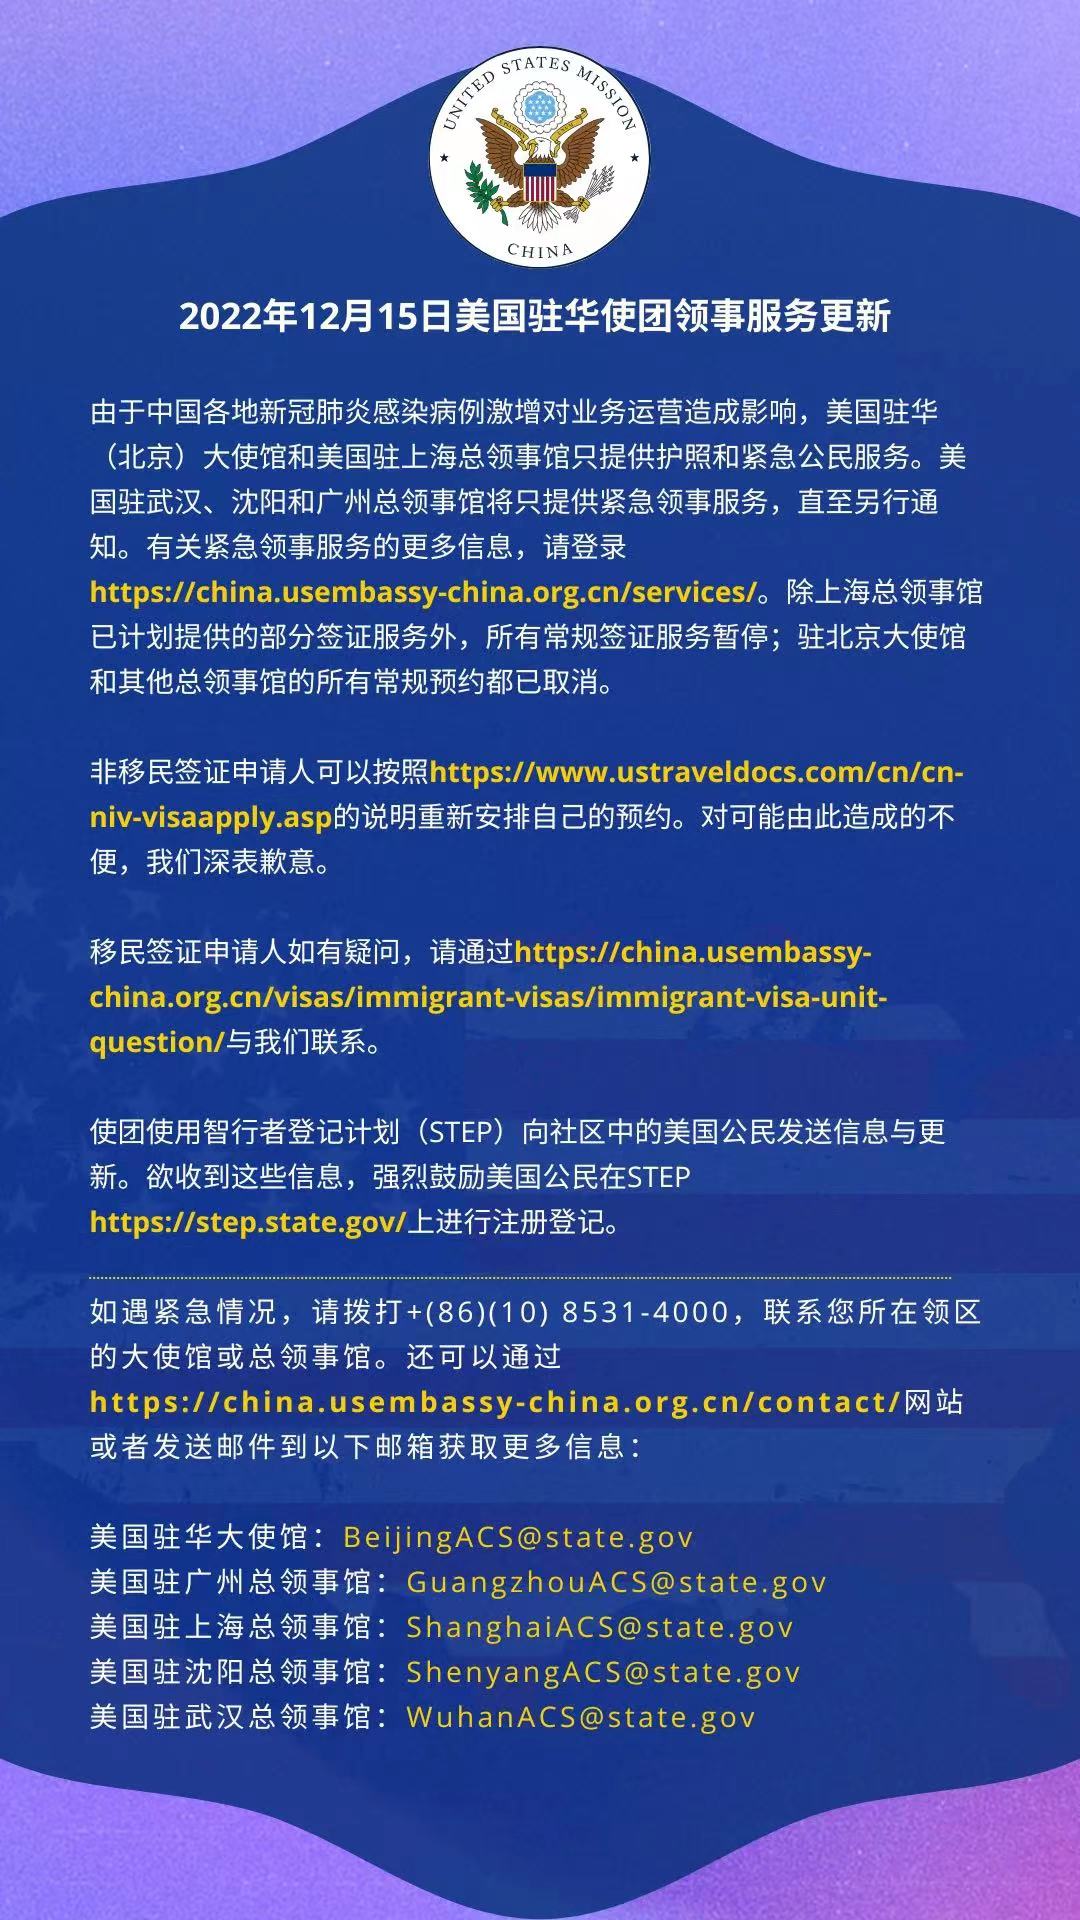 UNITED STATES MISSION
CHINA
2022年12月15日美国驻华使团领事服务更新
由于中国各地新冠肺炎感染病例激增对业务运营造成影响，美国驻华
（北京）大使馆和美国驻上海总领事馆只提供护照和紧急公民服务。美
国驻武汉、沈阳和广州总领事馆将只提供紧急领事服务，直至另行通
知。有关紧急领事服务的更多信息，请登录
https://china.usembassy-china.org.cn/services/。除上海总领事馆
已计划提供的部分签证服务外，所有常规签证服务暂停；驻北京大使馆
和其他总领事馆的所有常规预约都已取消。
非移民签证申请人可以按照https://www.ustraveldocs.com/cn/cn-
niv-visaapply.asp的说明重新安排自己的预约。对可能由此造成的不
便，我们深表歉意。
移民签证申请人如有疑问，请通过https://china.usembassy-
china.org.cn/visas/immigrant-visas/immigrant-visa-unit-
question/与我们联系。
使团使用智行者登记计划（STEP）向社区中的美国公民发送信息与更
新。欲收到这些信息，强烈鼓励美国公民在STEP
https://step.state.gov/上进行注册登记。
如遇紧急情况，请拨打+(86)(10) 8531-4000，联系您所在领区
的大使馆或总领事馆。还可以通过
https://china.usembassy-china.org.cn/contact/网站
或者发送邮件到以下邮箱获取更多信息：
美国驻华大使馆：BeijingACS@state.gov
美国驻广州总领事馆：GuangzhouACS@state.gov
美国驻上海总领事馆：ShanghaiACS@state.gov
美国驻沈阳总领事馆：ShenyangACS@state.gov
美国驻武汉总领事馆：WuhanACS@state.gov